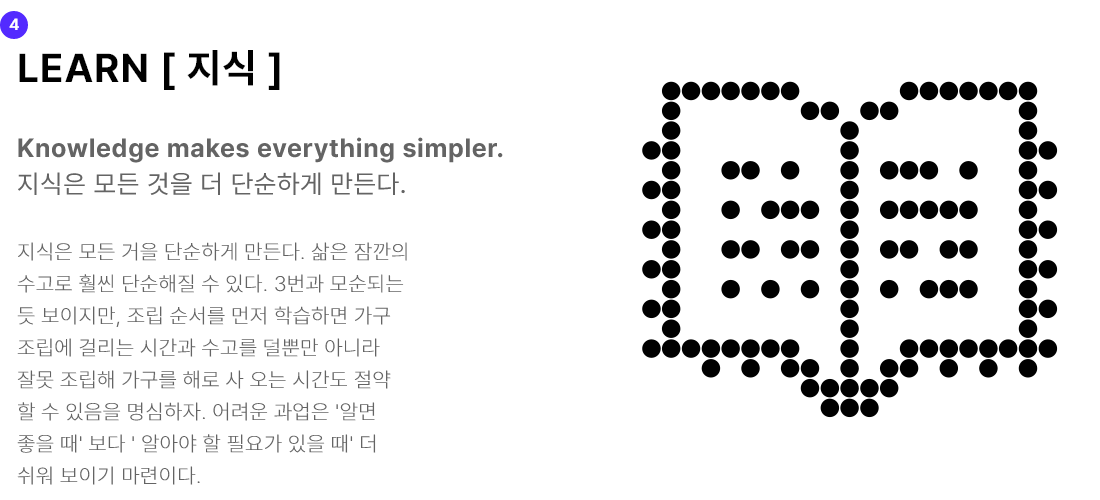 4
LEARN [ 지식 ]
Knowledge makes everything simpler.
지식은 모든 것을 더 단순하게 만든다.
지식은 모든 거을 단순하게 만든다. 삶은 잠깐의
수고로 훨씬 단순해질 수 있다. 3번과 모순되는
듯 보이지만, 조립 순서를 먼저 학습하면 가구
조립에 걸리는 시간과 수고를 덜뿐만 아니라
잘못 조립해 가구를 해로 사 오는 시간도 절약
할 수 있음을 명심하자. 어려운 과업은 '알면
좋을 때' 보다 ' 알아야 할 필요가 있을 때' 더
쉬워 보이기 마련이다.